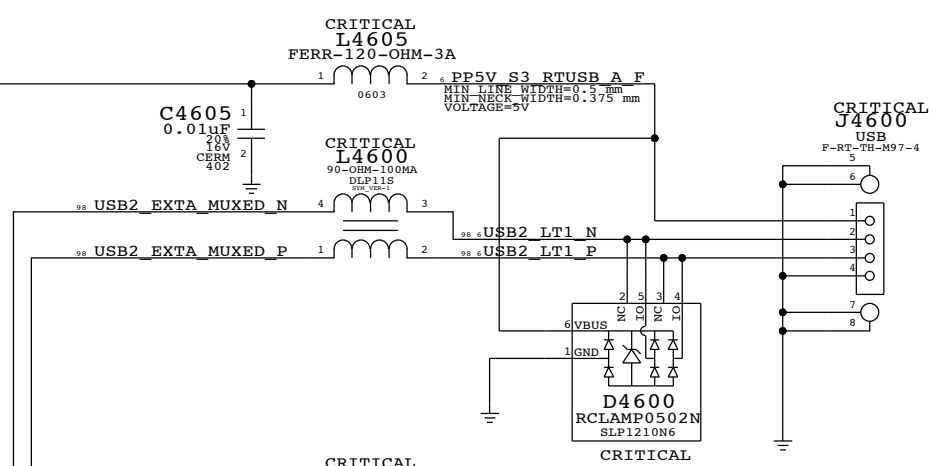 CRITICAL
L4605
FERR-120-OHM-3A
1
2
0603
6 PP5V_S3_RTUSB_A_F
MIN_LINE_WIDTH=0.5 mm
MIN_NECK_WIDTH=0.375 mm
VOLTAGE=5V
C4605
0.01uF
20%
16V
CERM
402
1
2
CRITICAL
L4600
90-OHM-100MA
DLP11S
SYM_VER-1
98 USB2_EXTA_MUXED_N
4
3
98 6 USB2_LT1_N
98 USB2_EXTA_MUXED_P
1
2
98 6 USB2_LT1_P
CRITICAL
J4600
USB
F-RT-TH-M97-4
5
6
1
2
3
4
7
8
2 5 3 4
NC IO NC IO
6 VBUS
1 GND
D4600
RCLAMP0502N
SLP1210N6
CRITICAL
CRITICAL